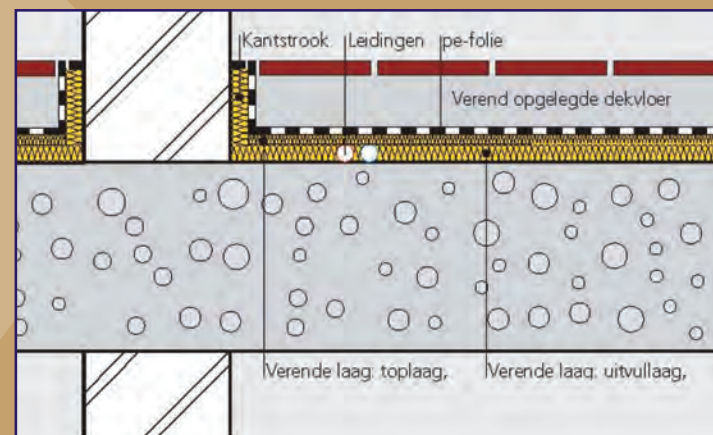 Kantstrook
Leidingen
pe-folie
Verend opgelegde dekvloer
Verende laag: toplaag,
Verende laag: uitvullaag,